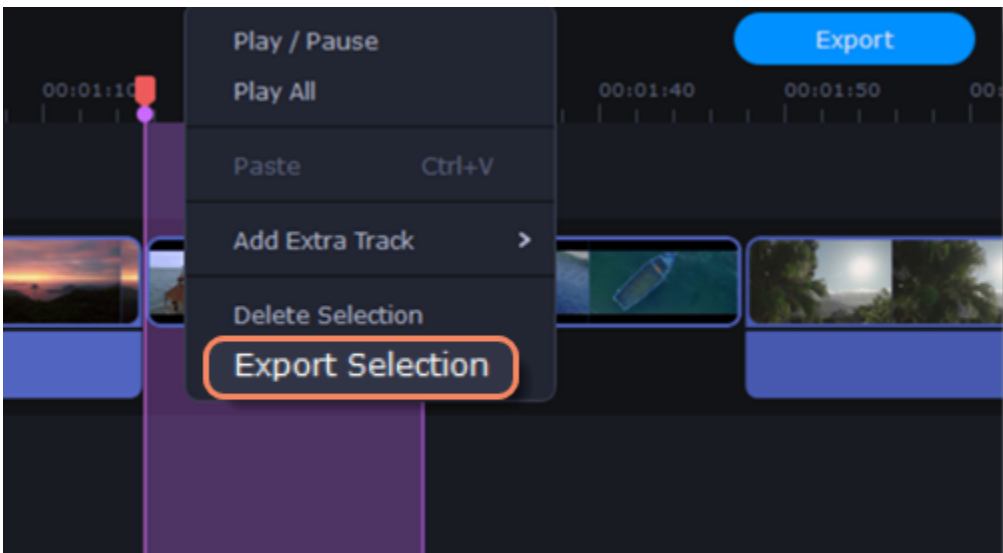 Export
00:01:10
00:01:40
00:01:50
00:
Play / Pause
Play All
Paste Ctrl+V
Add Extra Track >
Delete Selection
Export Selection